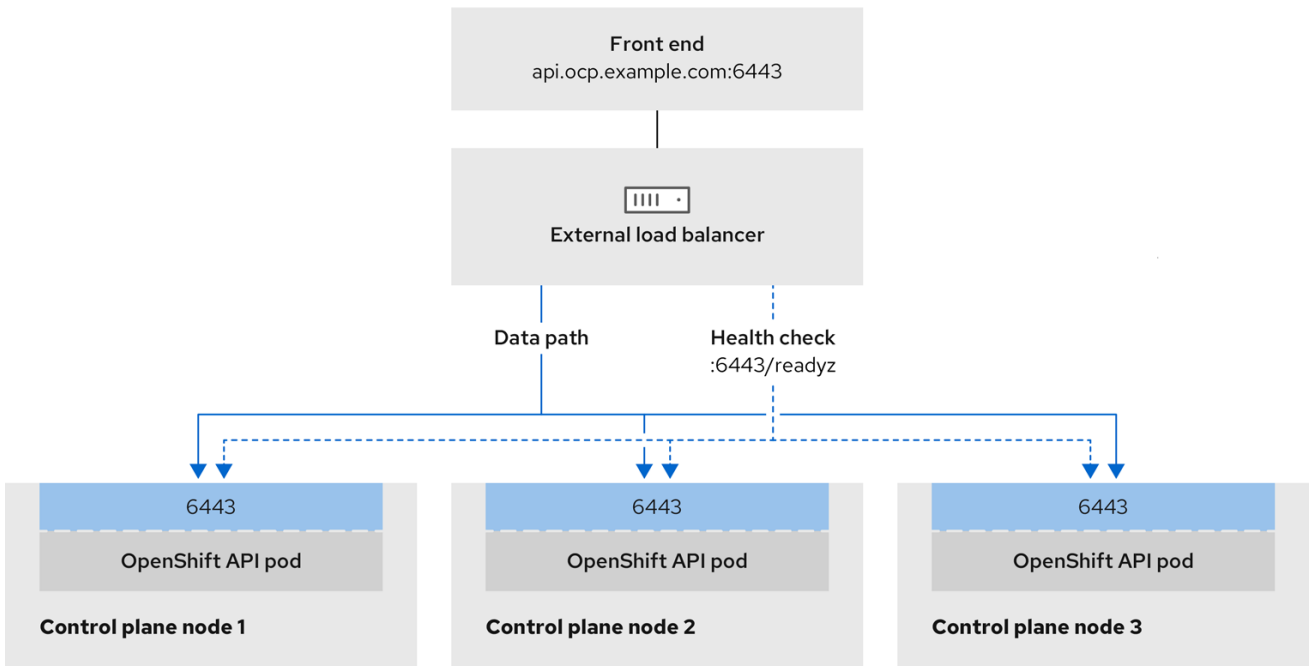 Front end
api.ocp.example.com:6443
External load balancer
Data path
Health check
:6443/readyz
6443
6443
6443
OpenShift API pod
OpenShift API pod
OpenShift API pod
Control plane node 1
Control plane node 2
Control plane node 3